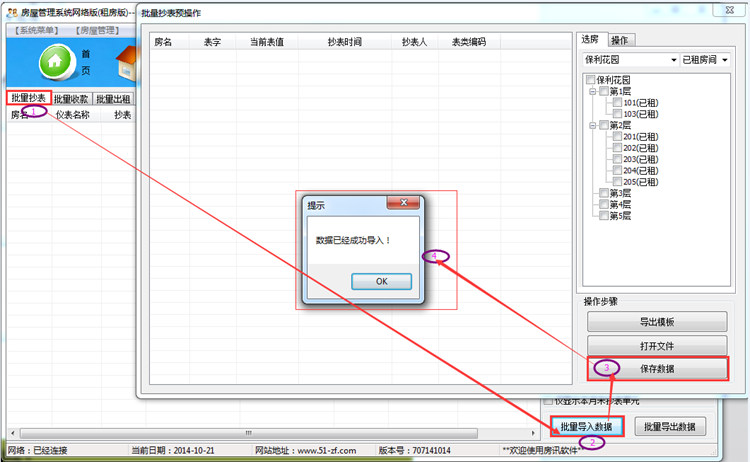 房屋管理系统网络版(租房版)--
批量抄表预操作
【系统菜单】 【房屋管理】
首
页
批量抄表 批量收款 批量出租
1
房名 仪表名称 抄表
房名 表字 当前表值 抄表时间 抄表人 表类编码
选房 操作
保利花园 已租房间
保利花园
第1层
101(已租)
103(已租)
第2层
201(已租)
202(已租)
203(已租)
204(已租)
205(已租)
第3层
第4层
第5层
提示
数据已经成功导入！
4
OK
操作步骤
导出模板
打开文件
3 保存数据
仅显示本月未抄表单元
批量导入数据 批量导出数据
2
网络：已经连接 当前日期：2014-10-21 网站地址：www.51-zf.com 版本号：707141014 **欢迎使用房讯软件**